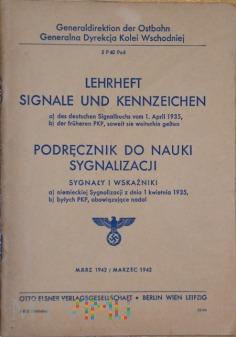 Generaldirektion der Ostbahn
Generalna Dyrekcja Kolei Wschodniej
LEHRHEFT
SIGNALE UND KENNZEICHEN
a) des deutschen Signalbuchs vom 1. April 1935,
b) der früheren PKP, soweit sie weiterhin gelten
PODRĘCZNIK DO NAUKI
SYGNALIZACJI
SYGNAŁY I WSKAŹNIKI
a) niemieckiej Sygnalizacji z dnia 1 kwietnia 1935,
b) byłych PKP, obowiązujące nadal
MÄRZ 1942 / MARZEC 1942
OTTO ELSNER VERLAGSGESELLSCHAFT • BERLIN WIEN LEIPZIG